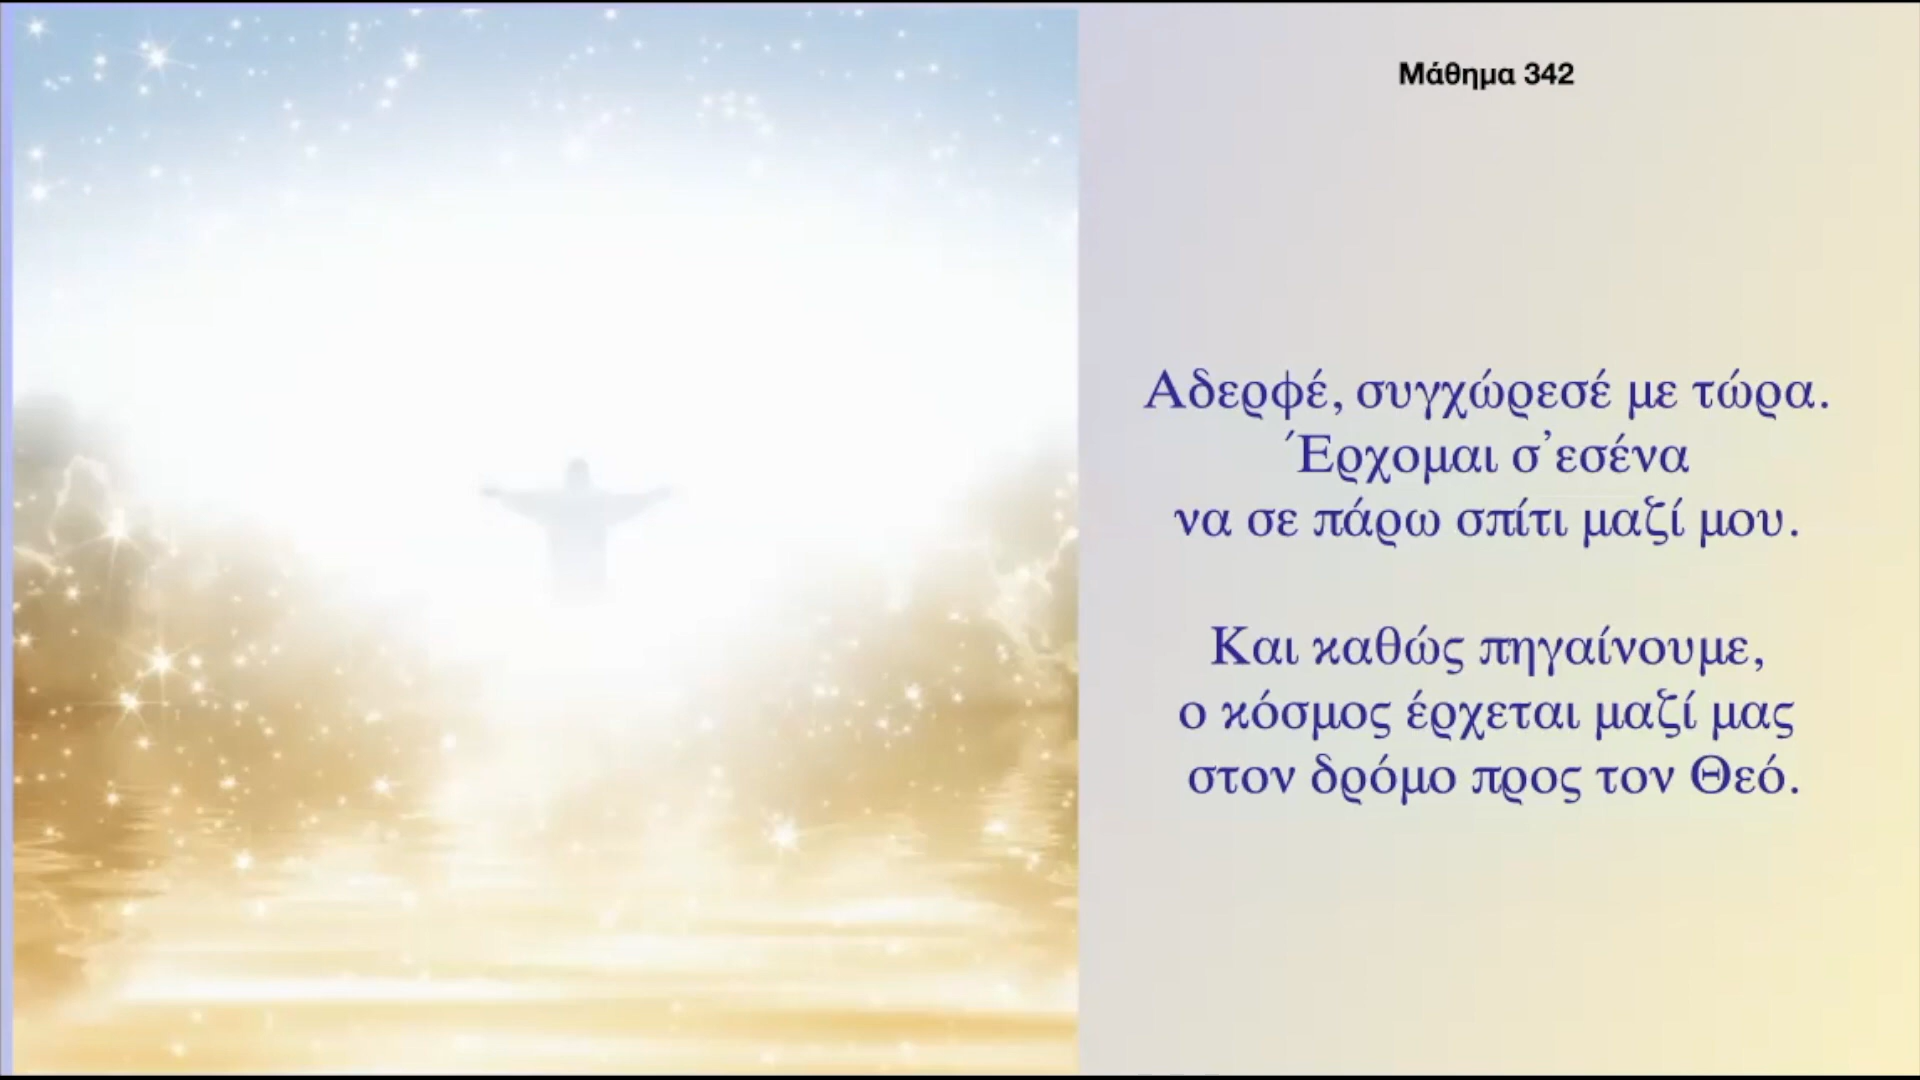 Μάθημα 342
Αδερφέ, συγχώρεσέ με τώρα.
Έρχομαι σ'εσένα
να σε πάρω σπίτι μαζί μου.
Και καθώς πηγαίνουμε,
ο κόσμος έρχεται μαζί μας
στον δρόμο προς τον Θεό.